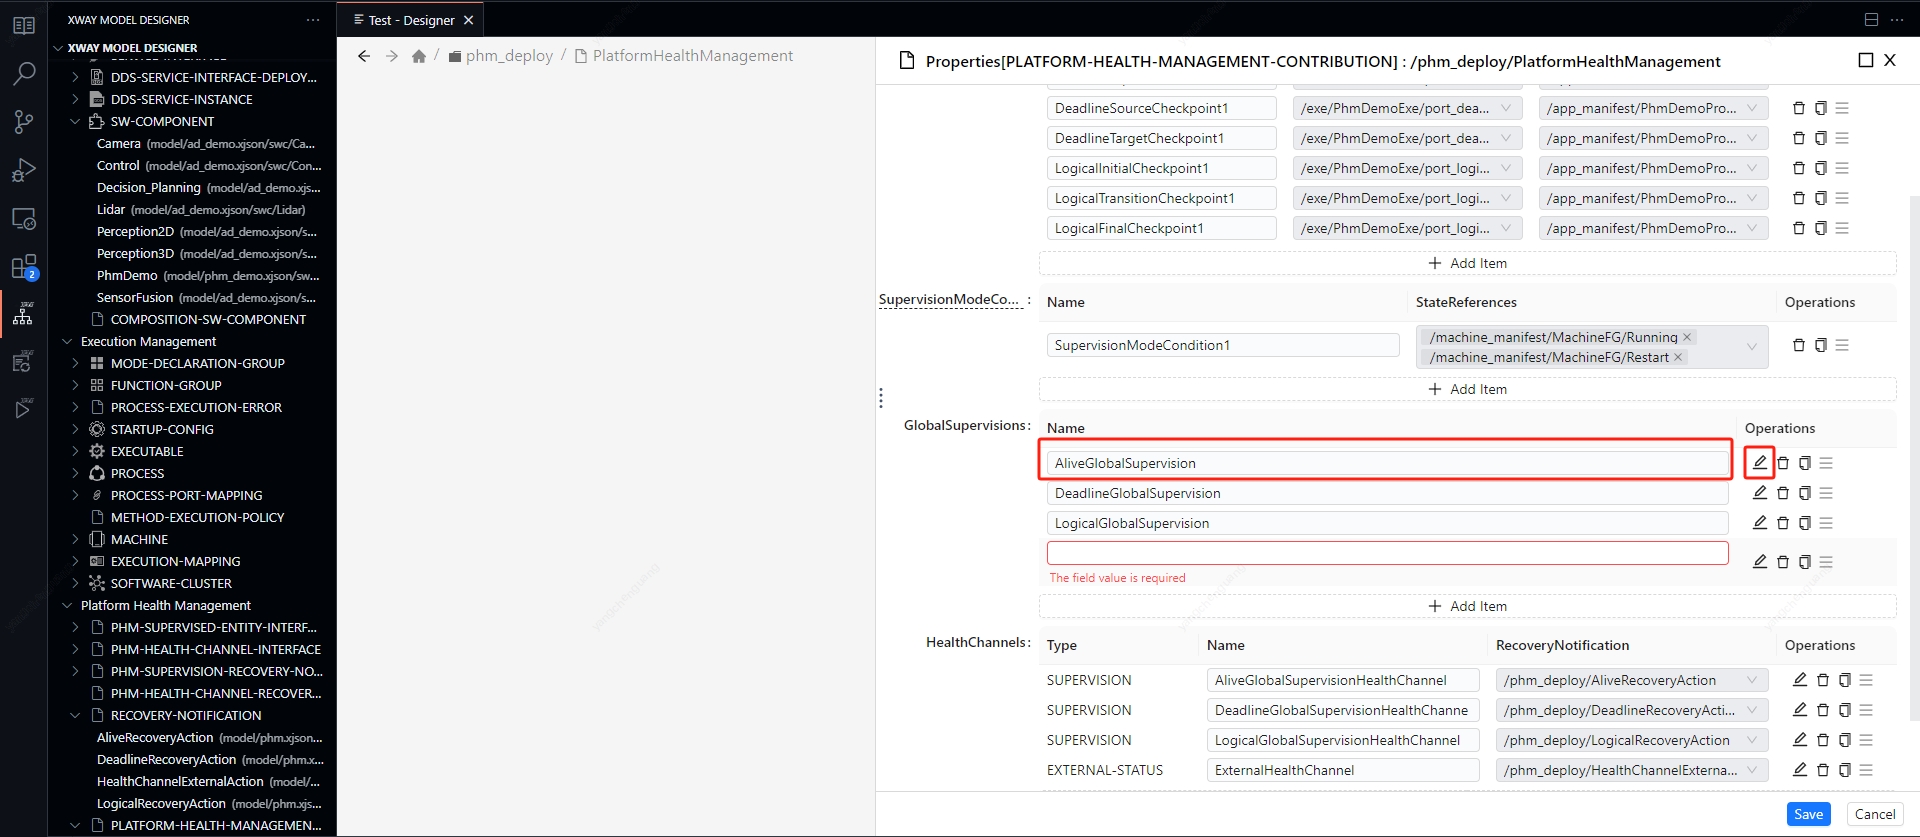 XWAY MODEL DESIGNER ···
Test - Designer
XWAY MODEL DESIGNER
SERVICE-INTERFACE
DDS-SERVICE-INTERFACE-DEPLOY...
DDS-SERVICE-INSTANCE
SW-COMPONENT
Camera (model/ad_demo.xjson/swc/Ca...
Control (model/ad_demo.xjson/swc/Con...
Decision_Planning (model/ad_demo.xjs...
Lidar (model/ad_demo.xjson/swc/Lidar)
Perception2D (model/ad_demo.xjson/s...
Perception3D (model/ad_demo.xjson/s...
PhmDemo (model/phm_demo.xjson/sw...
SensorFusion (model/ad_demo.xjson/s...
COMPOSITION-SW-COMPONENT
Execution Management
MODE-DECLARATION-GROUP
FUNCTION-GROUP
PROCESS-EXECUTION-ERROR
STARTUP-CONFIG
EXECUTABLE
PROCESS
PROCESS-PORT-MAPPING
METHOD-EXECUTION-POLICY
MACHINE
EXECUTION-MAPPING
SOFTWARE-CLUSTER
Platform Health Management
PHM-SUPERVISED-ENTITY-INTERF...
PHM-HEALTH-CHANNEL-INTERFACE
PHM-SUPERVISION-RECOVERY-NO...
PHM-HEALTH-CHANNEL-RECOVER...
RECOVERY-NOTIFICATION
AliveRecoveryAction (model/phm.xjson...
DeadlineRecoveryAction (model/phm.x...
HealthChannelExternalAction (model/...
LogicalRecoveryAction (model/phm.xjs...
PLATFORM-HEALTH-MANAGEMEN...
2
/ phm_deploy / PlatformHealthManagement
Properties[PLATFORM-HEALTH-MANAGEMENT-CONTRIBUTION] : /phm_deploy/PlatformHealthManagement
DeadlineSourceCheckpoint1 /exe/PhmDemoExe/port_dea... /app_manifest/PhmDemoPro...
DeadlineTargetCheckpoint1 /exe/PhmDemoExe/port_dea... /app_manifest/PhmDemoPro...
LogicalInitialCheckpoint1 /exe/PhmDemoExe/port_logi... /app_manifest/PhmDemoPro...
LogicalTransitionCheckpoint1 /exe/PhmDemoExe/port_logi... /app_manifest/PhmDemoPro...
LogicalFinalCheckpoint1 /exe/PhmDemoExe/port_logi... /app_manifest/PhmDemoPro...
+ Add Item
SupervisionModeCo... : Name StateReferences Operations
SupervisionModeCondition1 /machine_manifest/MachineFG/Running
/machine_manifest/MachineFG/Restart
+ Add Item
GlobalSupervisions: Name Operations
AliveGlobalSupervision
DeadlineGlobalSupervision
LogicalGlobalSupervision
The field value is required
+ Add Item
HealthChannels: Type Name RecoveryNotification Operations
SUPERVISION AliveGlobalSupervisionHealthChannel /phm_deploy/AliveRecoveryAction
SUPERVISION DeadlineGlobalSupervisionHealthChanne /phm_deploy/DeadlineRecoveryActi...
SUPERVISION LogicalGlobalSupervisionHealthChannel /phm_deploy/LogicalRecoveryAction
EXTERNAL-STATUS ExternalHealthChannel /phm_deploy/HealthChannelExterna...
Save Cancel